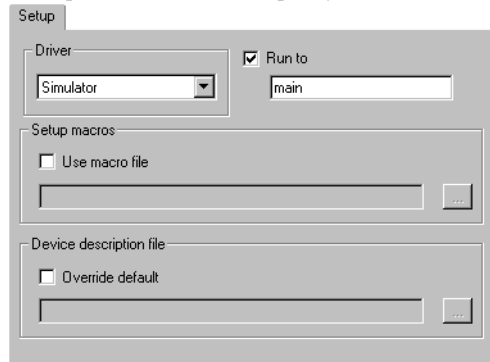 Setup
Driver
Run to
Simulator
main
Setup macros
Use macro file
...
Device description file
Override default
...